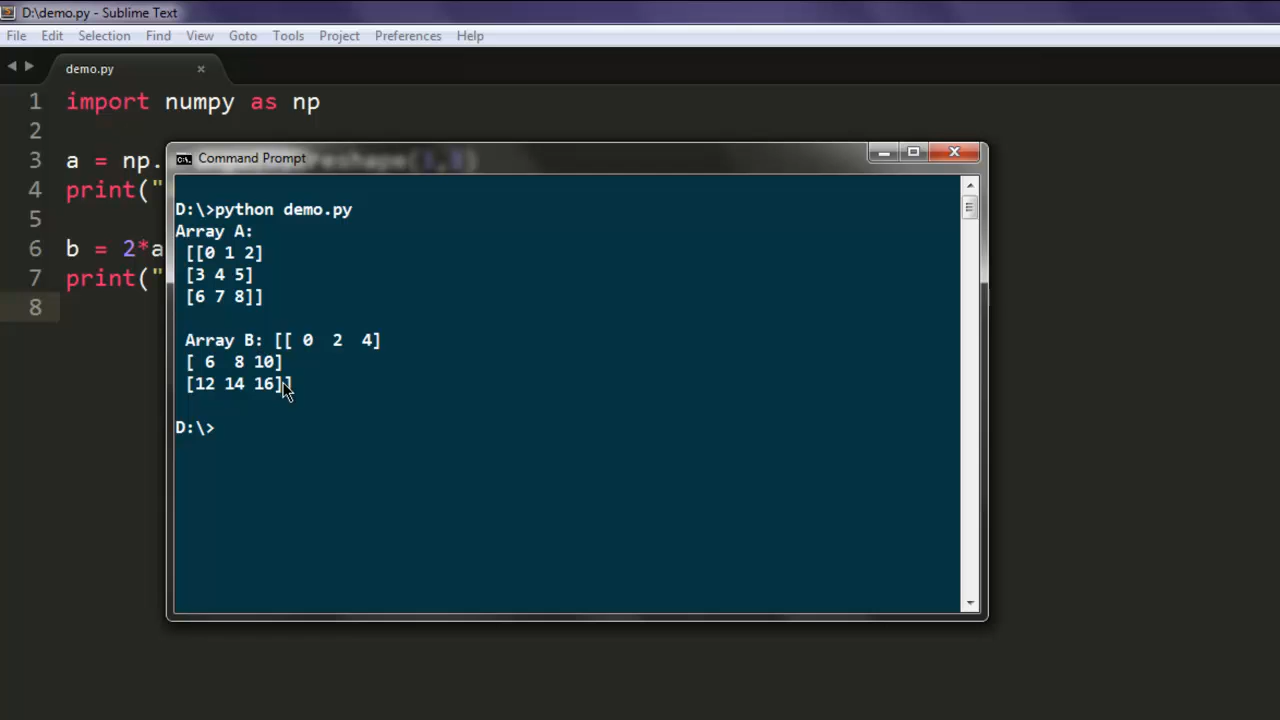 D:\demo.py - Sublime Text
File Edit Selection Find View Goto Tools Project Preferences Help
demo.py
1 import numpy as np
2
3 a = np.
4 print("
5
6 b = 2*a
7 print("
8
Command Prompt
D:\>python demo.py
Array A:
[[0 1 2]
[3 4 5]
[6 7 8]]
Array B: [[ 0 2 4]
[ 6 8 10]
[12 14 16]]
D:\>